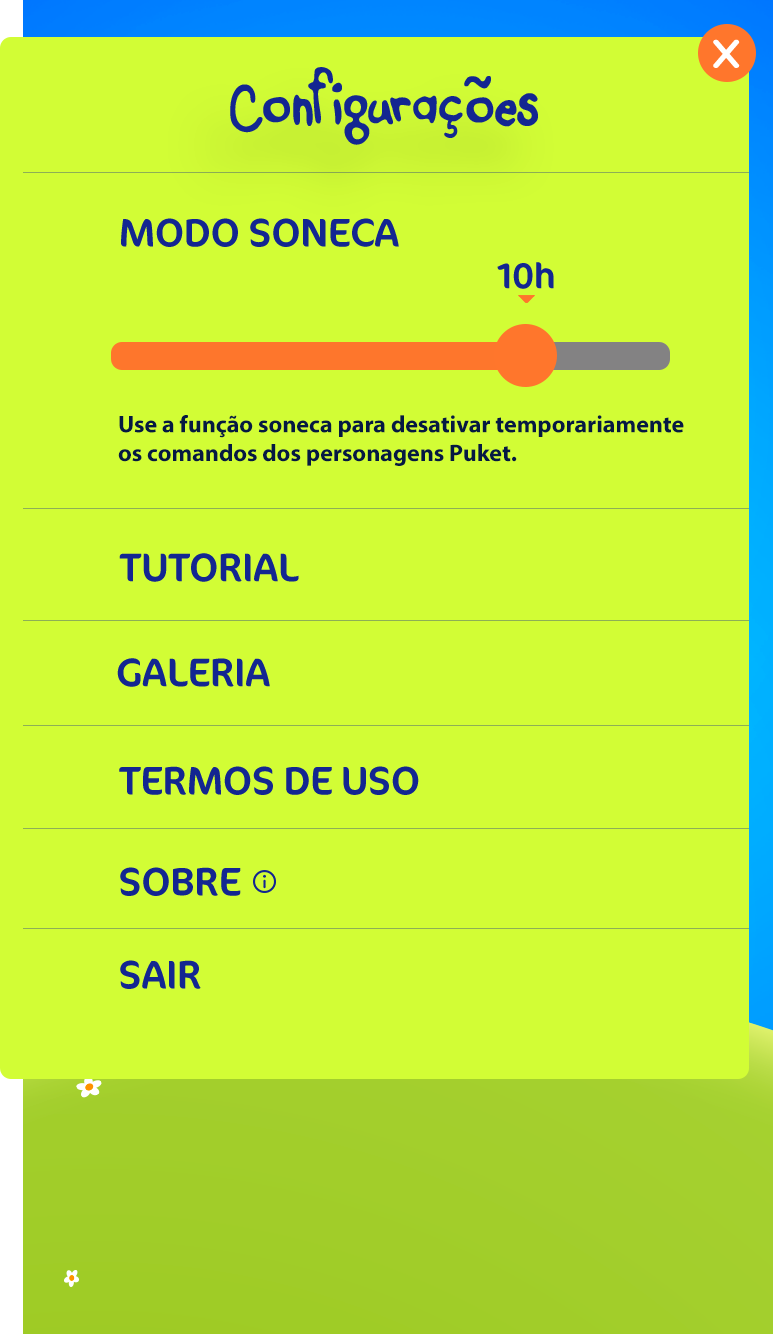 Configurações
MODO SONECA
10h
Use a função soneca para desativar temporariamente
os comandos dos personagens Puket.
TUTORIAL
GALERIA
TERMOS DE USO
SOBRE
SAIR